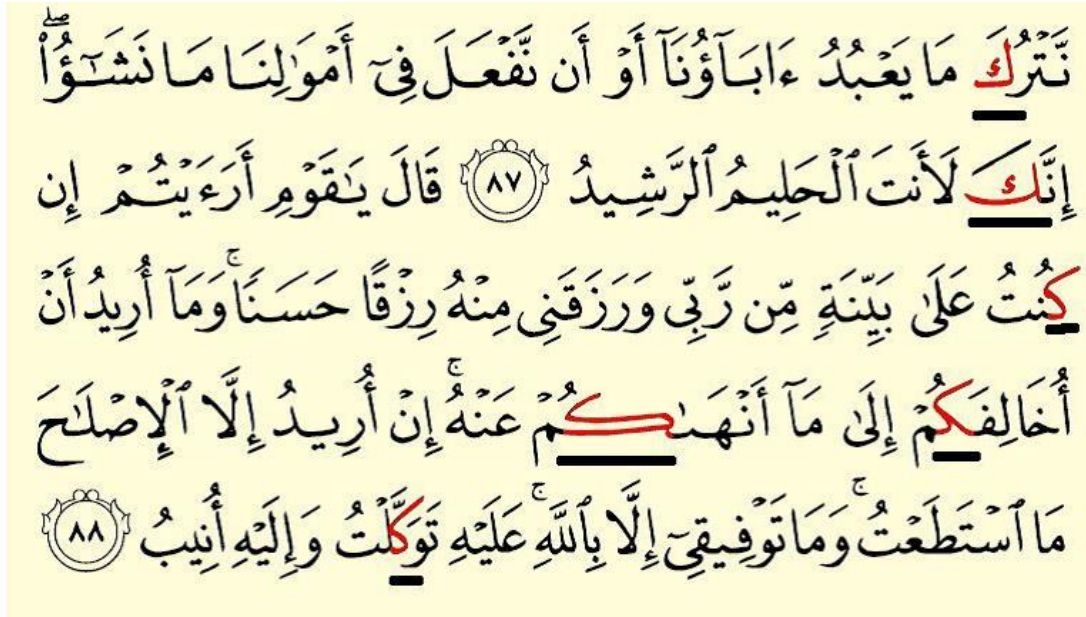 نَّتۡرُكَ مَا يَعۡبُدُ ءَابَآؤُنَآ أَوۡ أَن نَّفۡعَلَ فِيٓ أَمۡوَٰلِنَا مَا نَشَـٰٓؤُاْۖ
إِنَّكَ لَأَنتَ ٱلۡحَلِيمُ ٱلرَّشِيدُ ٨٧ قَالَ يَٰقَوۡمِ أَرَءَيۡتُمۡ إِن
كُنتُ عَلَىٰ بَيِّنَةٖ مِّن رَّبِّي وَرَزَقَنِي مِنۡهُ رِزۡقًا حَسَنٗاۚ وَمَآ أُرِيدُ أَنۡ
أُخَالِفَكُمۡ إِلَىٰ مَآ أَنۡهَىٰكُمۡ عَنۡهُۚ إِنۡ أُرِيدُ إِلَّا ٱلۡإِصۡلَٰحَ
مَا ٱسۡتَطَعۡتُۚ وَمَا تَوۡفِيقِيٓ إِلَّا بِٱللَّهِۚ عَلَيۡهِ تَوَكَّلۡتُ وَإِلَيۡهِ أُنِيبُ ٨٨